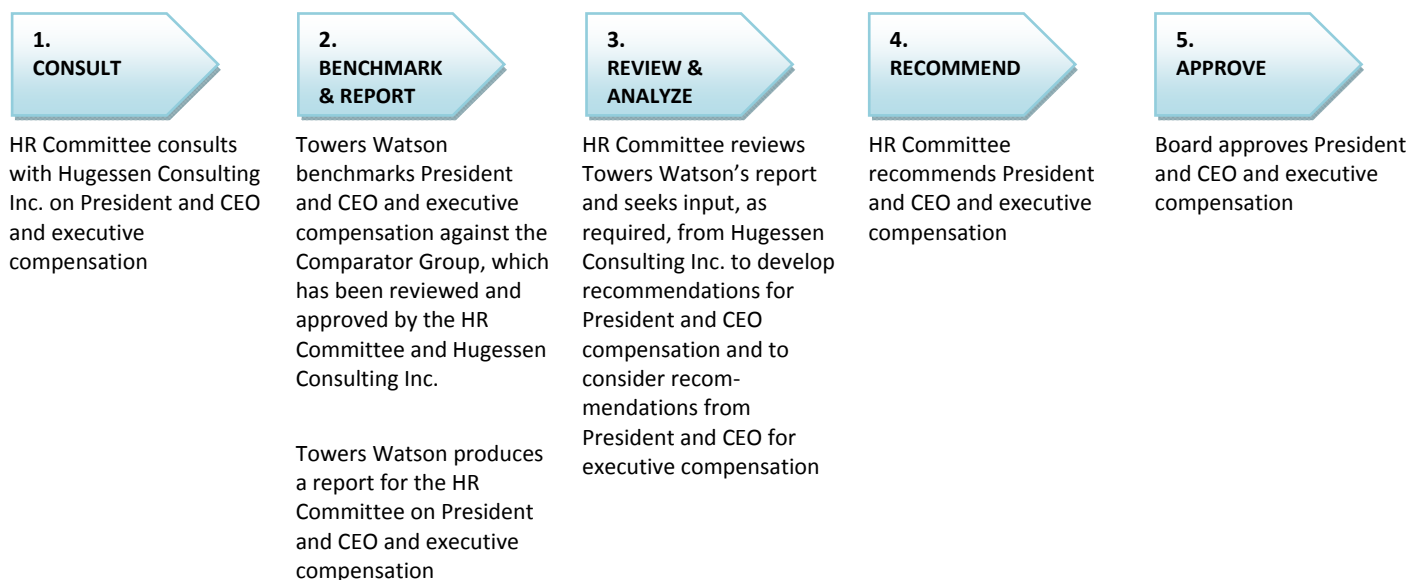 1.
CONSULT
HR Committee consults
with Hugessen Consulting
Inc. on President and CEO
and executive
compensation
2.
BENCHMARK
& REPORT
Towers Watson
benchmarks President
and CEO and executive
compensation against the
Comparator Group, which
has been reviewed and
approved by the HR
Committee and Hugessen
Consulting Inc.
Towers Watson produces
a report for the HR
Committee on President
and CEO and executive
compensation
3.
REVIEW &
ANALYZE
HR Committee reviews
Towers Watson’s report
and seeks input, as
required, from Hugessen
Consulting Inc. to develop
recommendations for
President and CEO
compensation and to
consider recom-
mendations from
President and CEO for
executive compensation
4.
RECOMMEND
HR Committee
recommends President
and CEO and executive
compensation
5.
APPROVE
Board approves President
and CEO and executive
compensation